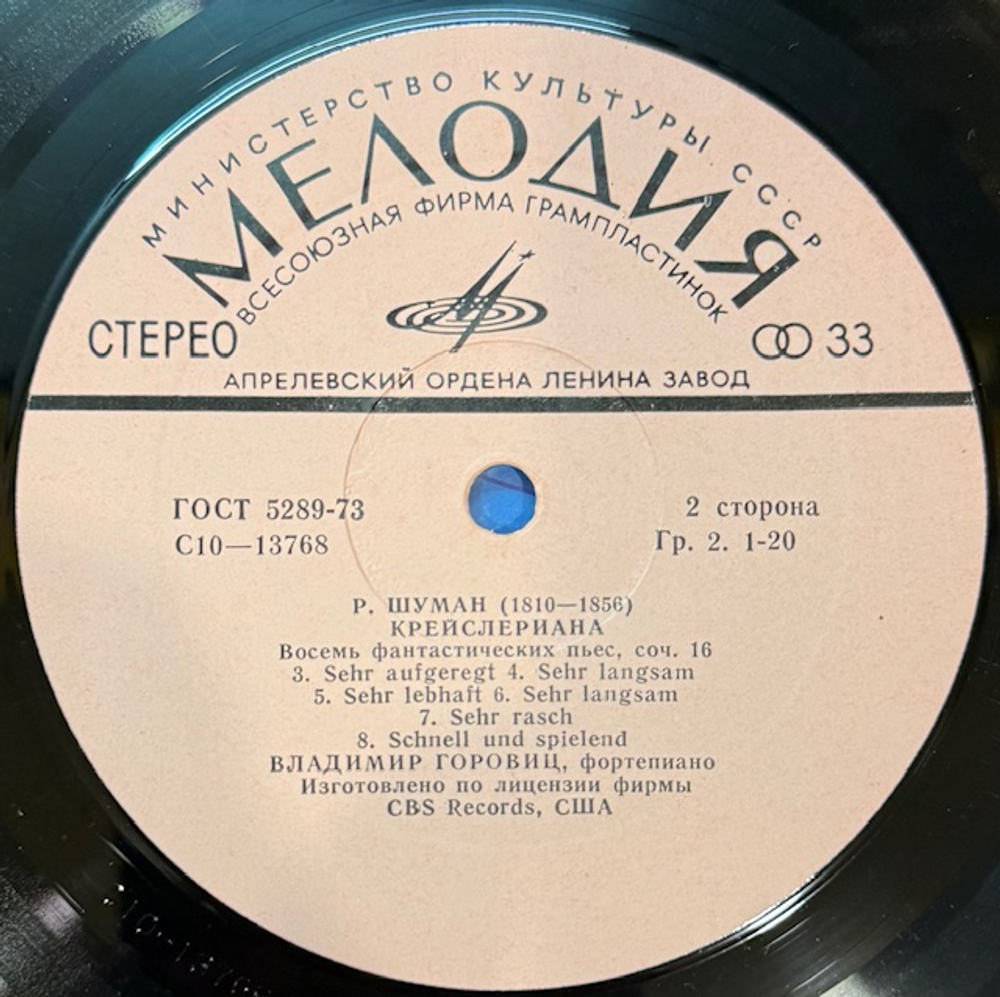 МИНИСТЕРСТВО КУЛЬТУРЫ СССР
МЕЛОДИЯ
ВСЕСОЮЗНАЯ ФИРМА ГРАМПЛАСТИНОК
СТЕРЕО
33
АПРЕЛЕВСКИЙ ОРДЕНА ЛЕНИНА ЗАВОД
ГОСТ 5289-73
2 сторона
С10—13768
Гр. 2. 1-20
Р. ШУМАН (1810—1856)
КРЕЙСЛЕРИАНА
Восемь фантастических пьес, соч. 16
3. Sehr aufgeregt 4. Sehr langsam
5. Sehr lebhaft 6. Sehr langsam
7. Sehr rasch
8. Schnell und spielend
ВЛАДИМИР ГОРОВИЦ, фортепиано
Изготовлено по лицензии фирмы
CBS Records, США